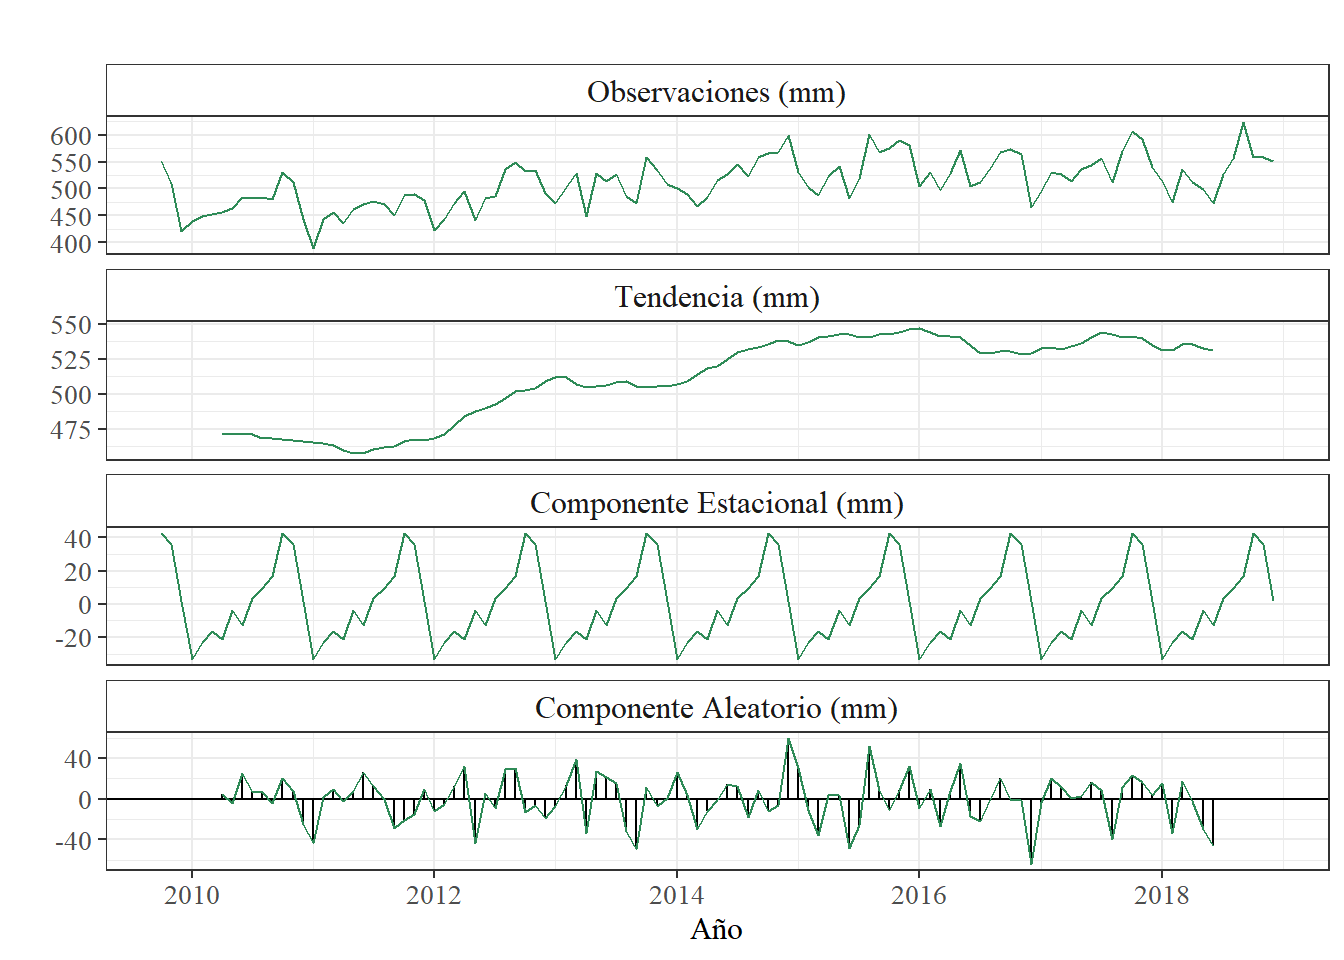 Observaciones (mm)
600
550
500
450
400
Tendencia (mm)
550
525
500
475
Componente Estacional (mm)
40
20
0
-20
Componente Aleatorio (mm)
40
0
-40
2010 2012 2014 2016 2018
Año